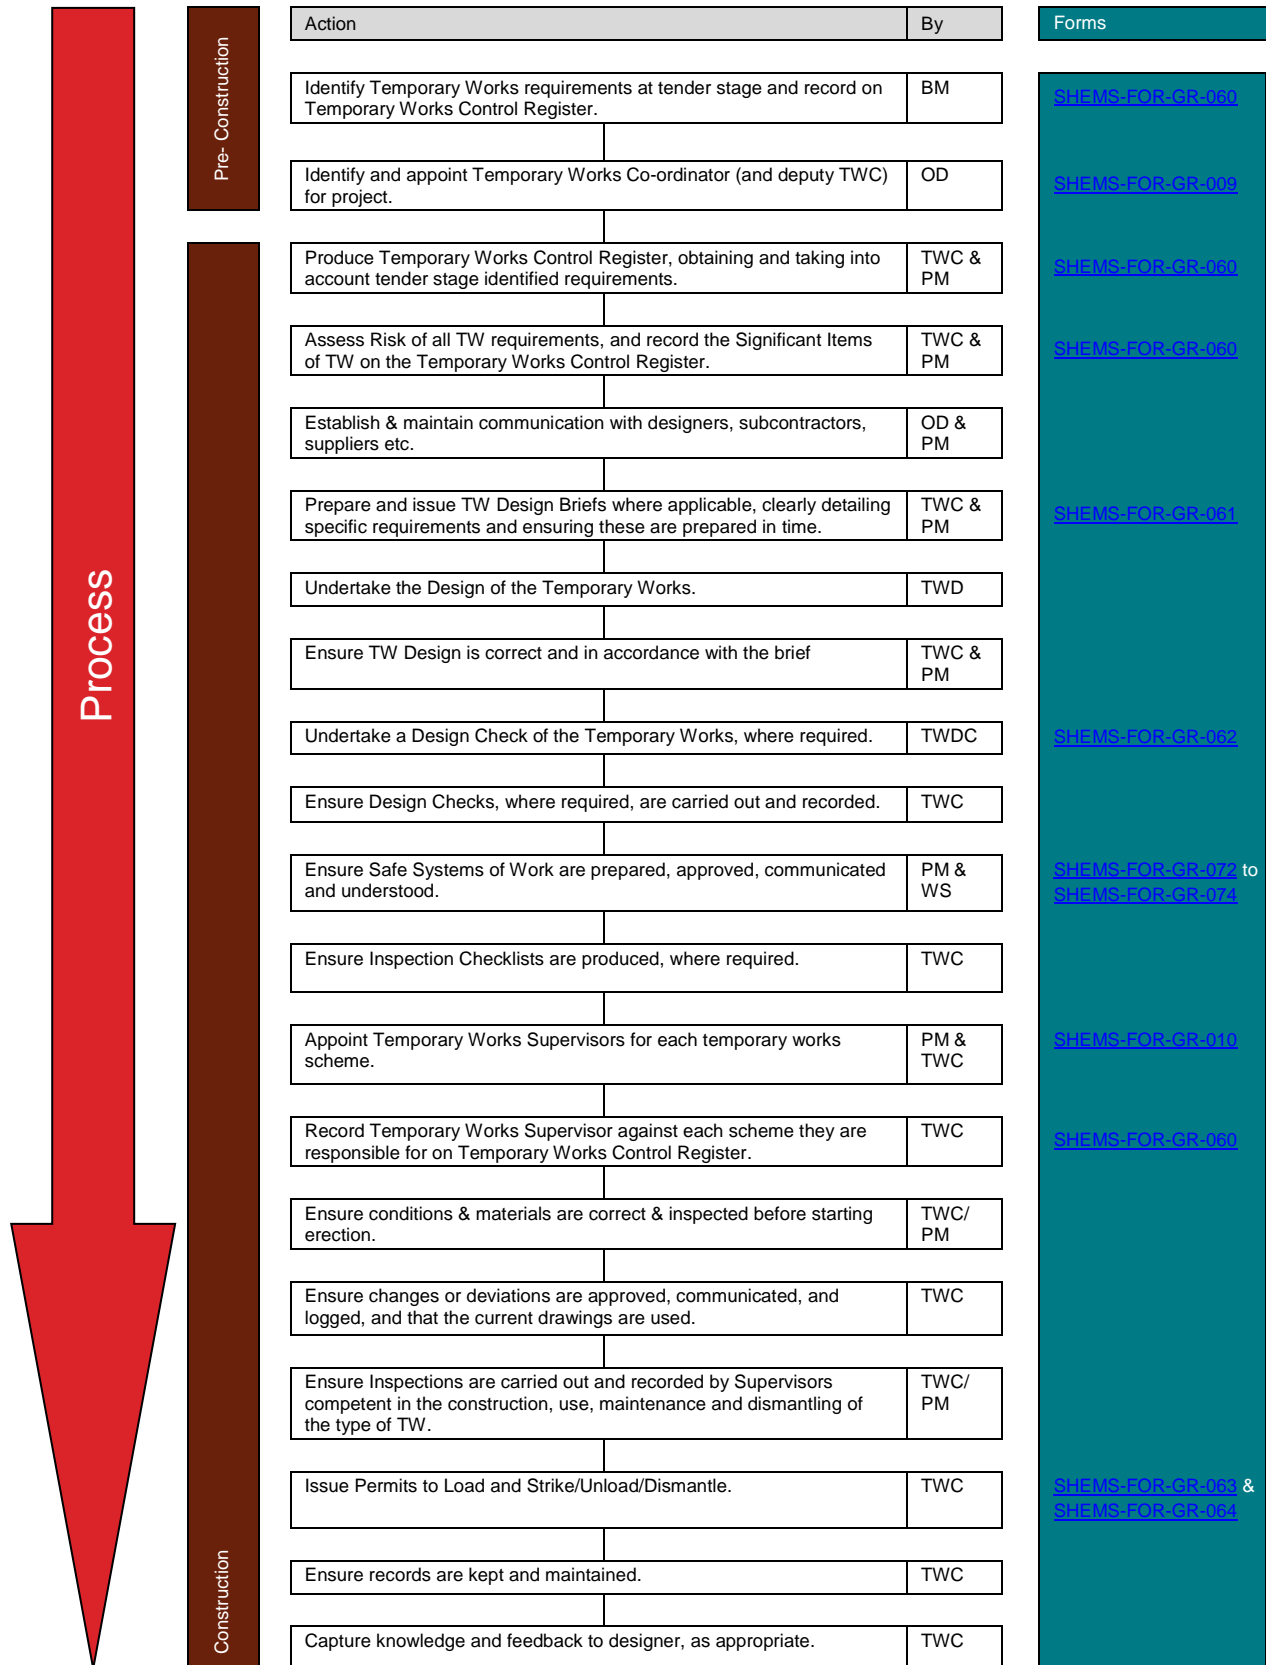 Process
Pre- Construction
Construction
Action
By
Forms
Identify Temporary Works requirements at tender stage and record on
Temporary Works Control Register.
BM
SHEMS-FOR-GR-060
Identify and appoint Temporary Works Co-ordinator (and deputy TWC)
for project.
OD
SHEMS-FOR-GR-009
Produce Temporary Works Control Register, obtaining and taking into
account tender stage identified requirements.
TWC &
PM
SHEMS-FOR-GR-060
Assess Risk of all TW requirements, and record the Significant Items
of TW on the Temporary Works Control Register.
TWC &
PM
SHEMS-FOR-GR-060
Establish & maintain communication with designers, subcontractors,
suppliers etc.
OD &
PM
Prepare and issue TW Design Briefs where applicable, clearly detailing
specific requirements and ensuring these are prepared in time.
TWC &
PM
SHEMS-FOR-GR-061
Undertake the Design of the Temporary Works.
TWD
Ensure TW Design is correct and in accordance with the brief
TWC &
PM
Undertake a Design Check of the Temporary Works, where required.
TWDC
SHEMS-FOR-GR-062
Ensure Design Checks, where required, are carried out and recorded.
TWC
Ensure Safe Systems of Work are prepared, approved, communicated
and understood.
PM &
WS
SHEMS-FOR-GR-072 to
SHEMS-FOR-GR-074
Ensure Inspection Checklists are produced, where required.
TWC
Appoint Temporary Works Supervisors for each temporary works
scheme.
PM &
TWC
SHEMS-FOR-GR-010
Record Temporary Works Supervisor against each scheme they are
responsible for on Temporary Works Control Register.
TWC
SHEMS-FOR-GR-060
Ensure conditions & materials are correct & inspected before starting
erection.
TWC/
PM
Ensure changes or deviations are approved, communicated, and
logged, and that the current drawings are used.
TWC
Ensure Inspections are carried out and recorded by Supervisors
competent in the construction, use, maintenance and dismantling of
the type of TW.
TWC/
PM
Issue Permits to Load and Strike/Unload/Dismantle.
TWC
SHEMS-FOR-GR-063 &
SHEMS-FOR-GR-064
Ensure records are kept and maintained.
TWC
Capture knowledge and feedback to designer, as appropriate.
TWC